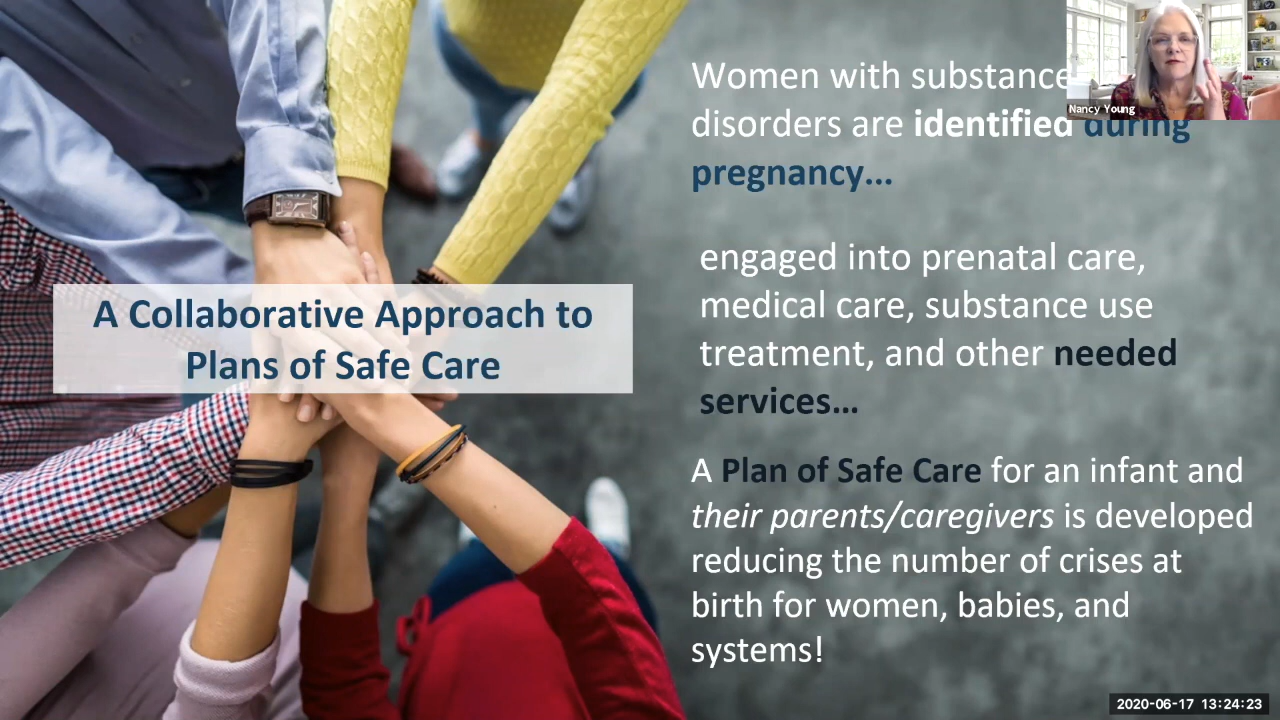 Women with substance
Nancy Young
disorders are identified during
pregnancy...
engaged into prenatal care,
medical care, substance use
treatment, and other needed
services...
A Collaborative Approach to
Plans of Safe Care
A Plan of Safe Care for an infant and
their parents/caregivers is developed
reducing the number of crises at
birth for women, babies, and
systems!
2020-06-17 13:24:23